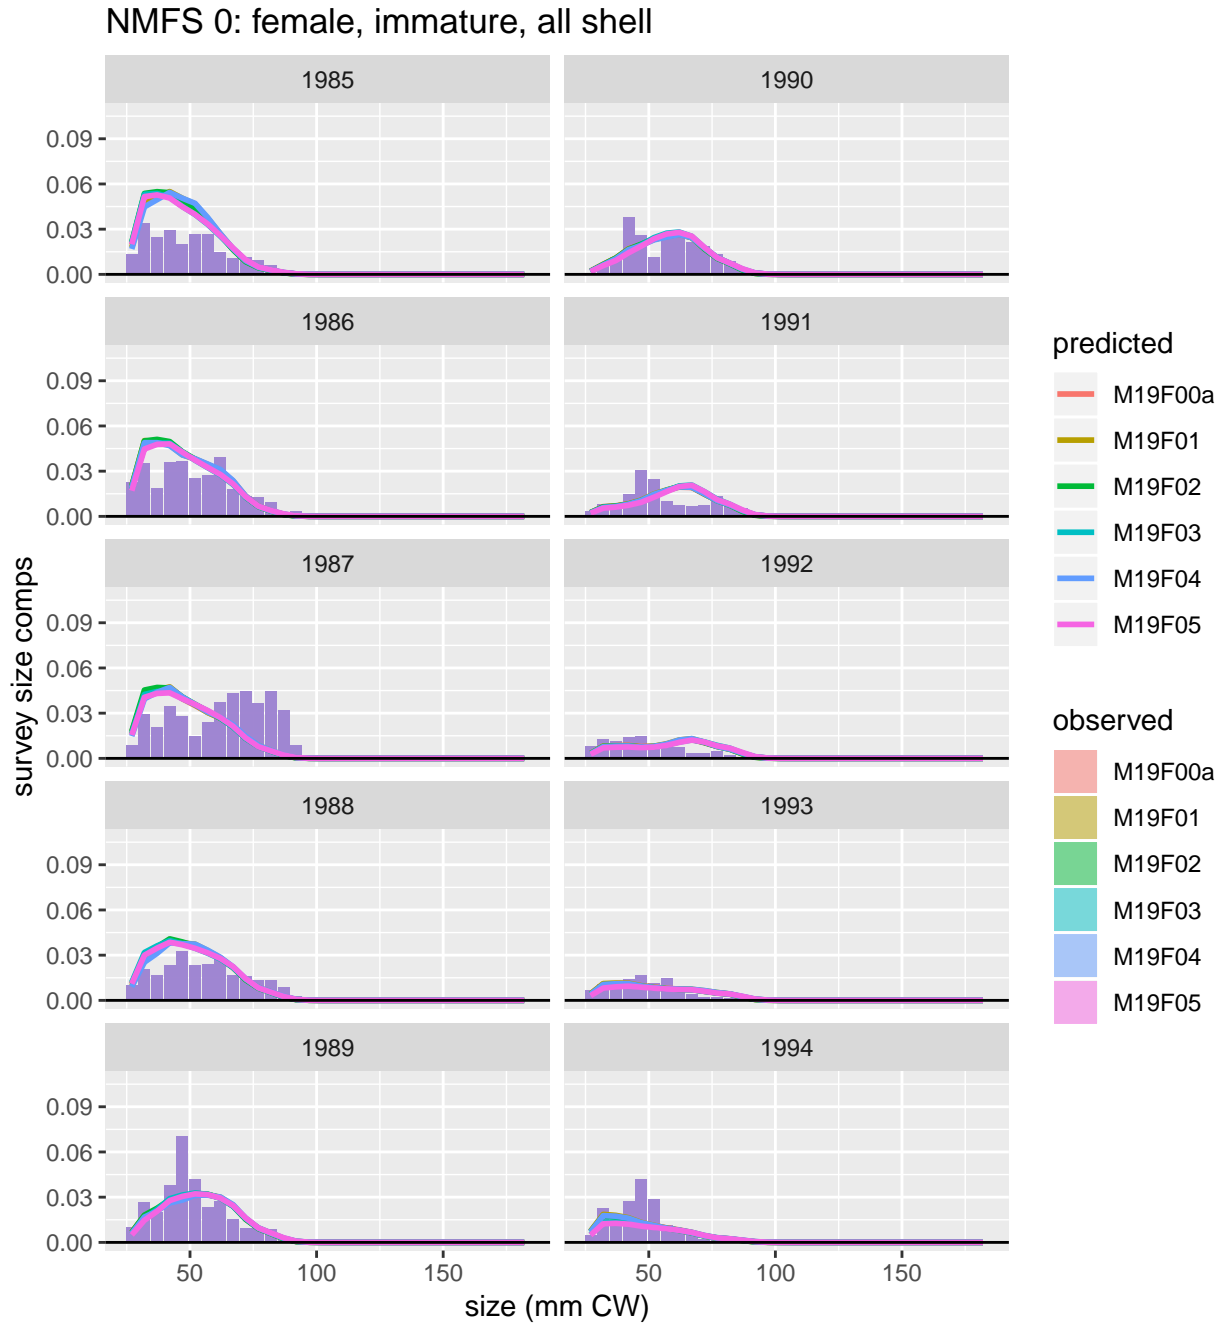 NMFS 0: female, immature, all shell
1985
1990
0.09
0.06
0.03
0.00
1986
1991
0.09
0.06
0.03
0.00
1987
1992
0.09
0.06
0.03
0.00
1988
1993
0.09
0.06
0.03
0.00
1989
1994
0.09
0.06
0.03
0.00
50
100
150
50
100
150
size (mm CW)
survey size comps
predicted
M19F00a
M19F01
M19F02
M19F03
M19F04
M19F05
observed
M19F00a
M19F01
M19F02
M19F03
M19F04
M19F05